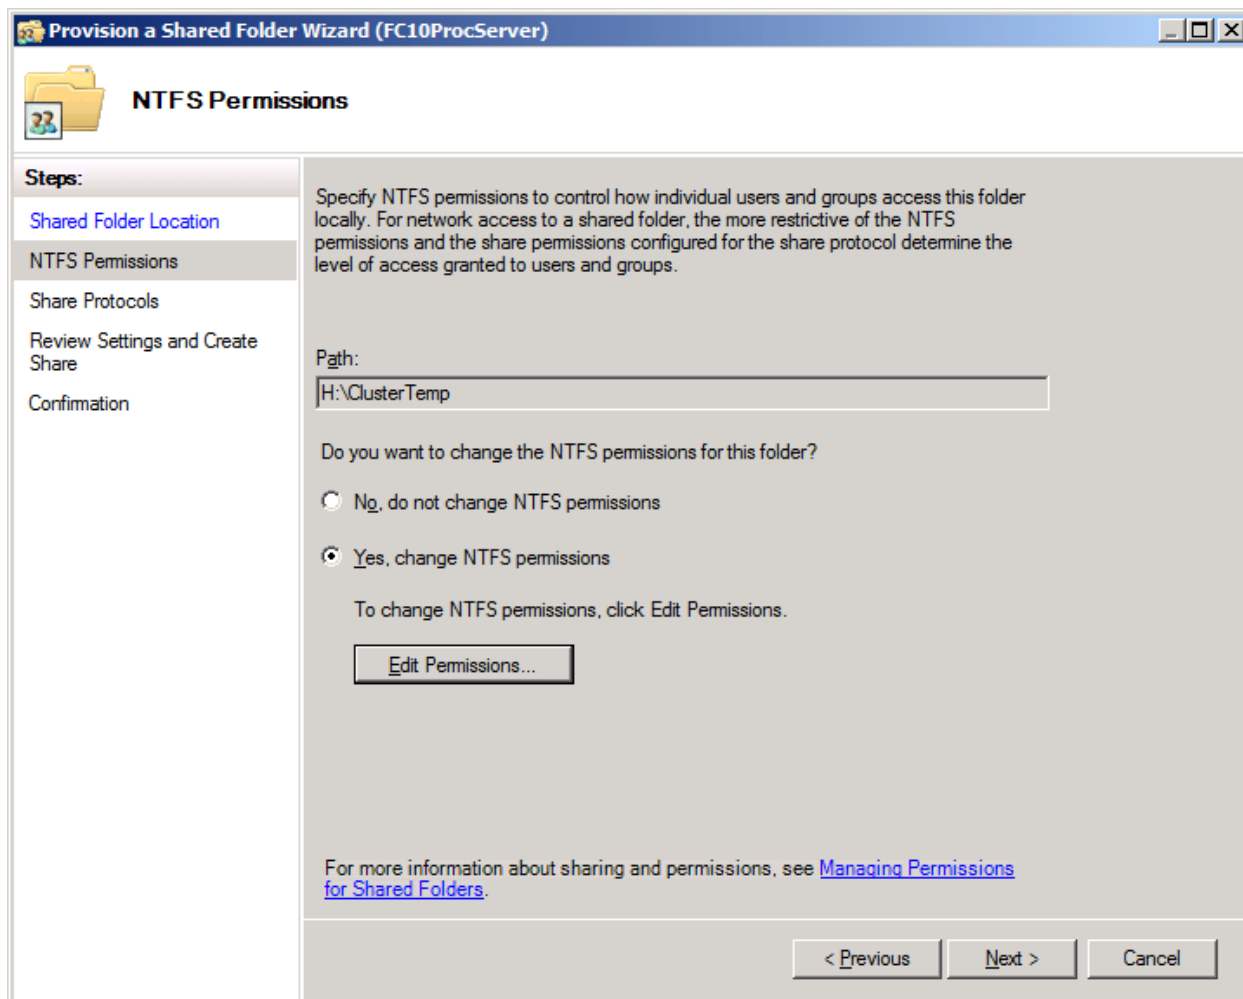 Provision a Shared Folder Wizard (FC10ProcServer)
NTFS Permissions
Steps:
Shared Folder Location
NTFS Permissions
Share Protocols
Review Settings and Create
Share
Confirmation
Specify NTFS permissions to control how individual users and groups access this folder
locally. For network access to a shared folder, the more restrictive of the NTFS
permissions and the share permissions configured for the share protocol determine the
level of access granted to users and groups.
Path:
H:\ClusterTemp
Do you want to change the NTFS permissions for this folder?
No, do not change NTFS permissions
Yes, change NTFS permissions
To change NTFS permissions, click Edit Permissions.
Edit Permissions...
For more information about sharing and permissions, see Managing Permissions
for Shared Folders.
< Previous
Next >
Cancel